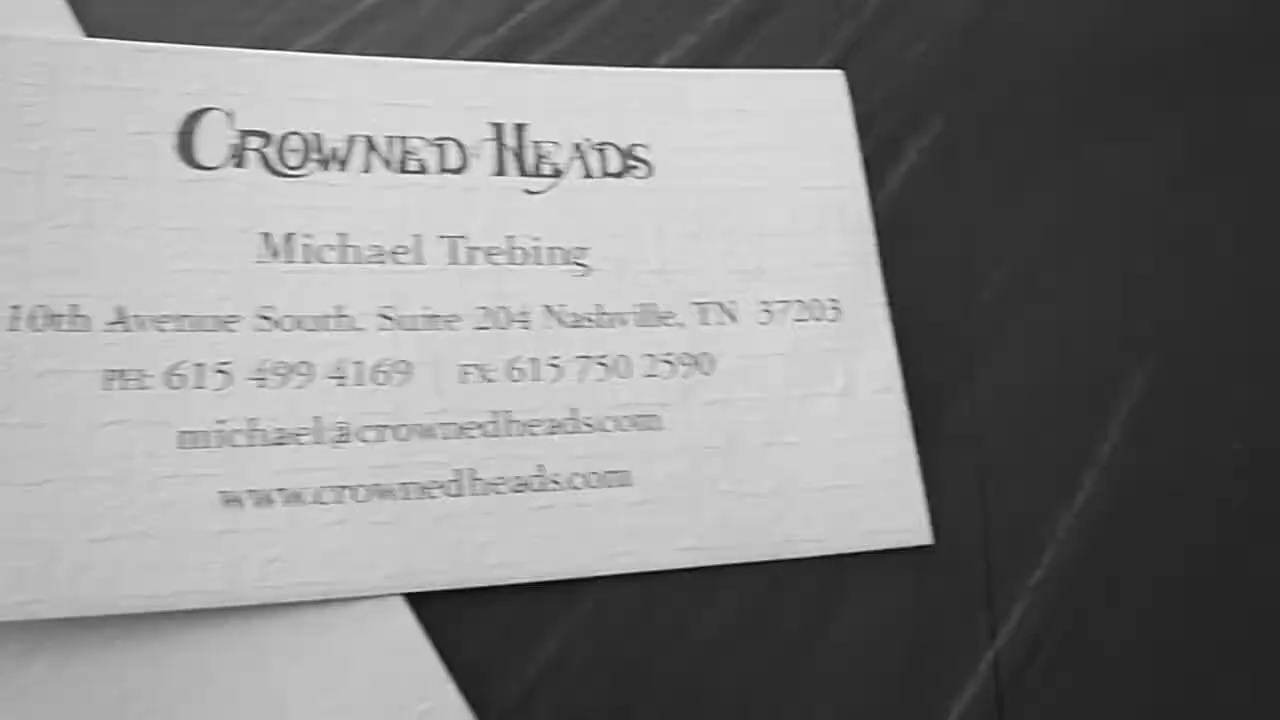 CROWNED HEADS
Michael Trebing
10th Avenue South, Suite 204 Nashville, TN 37203
PH: 615 499 4169 | FX: 615 750 2590
michael@crownedheads.com
www.crownedheads.com